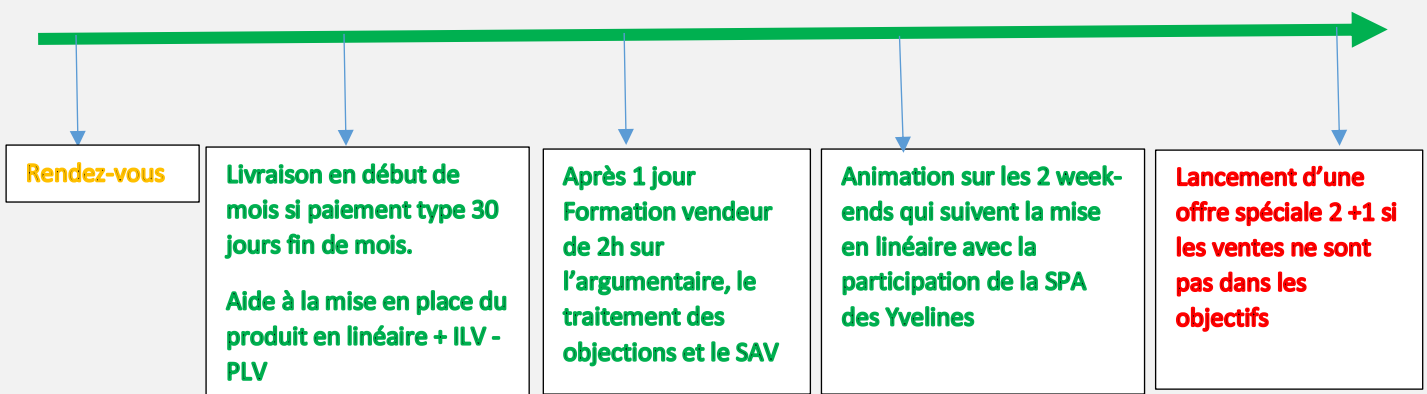 Rendez-vous
Livraison en début de
mois si paiement type 30
jours fin de mois.
Aide à la mise en place du
produit en linéaire + ILV -
PLV
Après 1 jour
Formation vendeur
de 2h sur
l’argumentaire, le
traitement des
objections et le SAV
Animation sur les 2 week-
ends qui suivent la mise
en linéaire avec la
participation de la SPA
des Yvelines
Lancement d’une
offre spéciale 2 +1 si
les ventes ne sont
pas dans les
objectifs